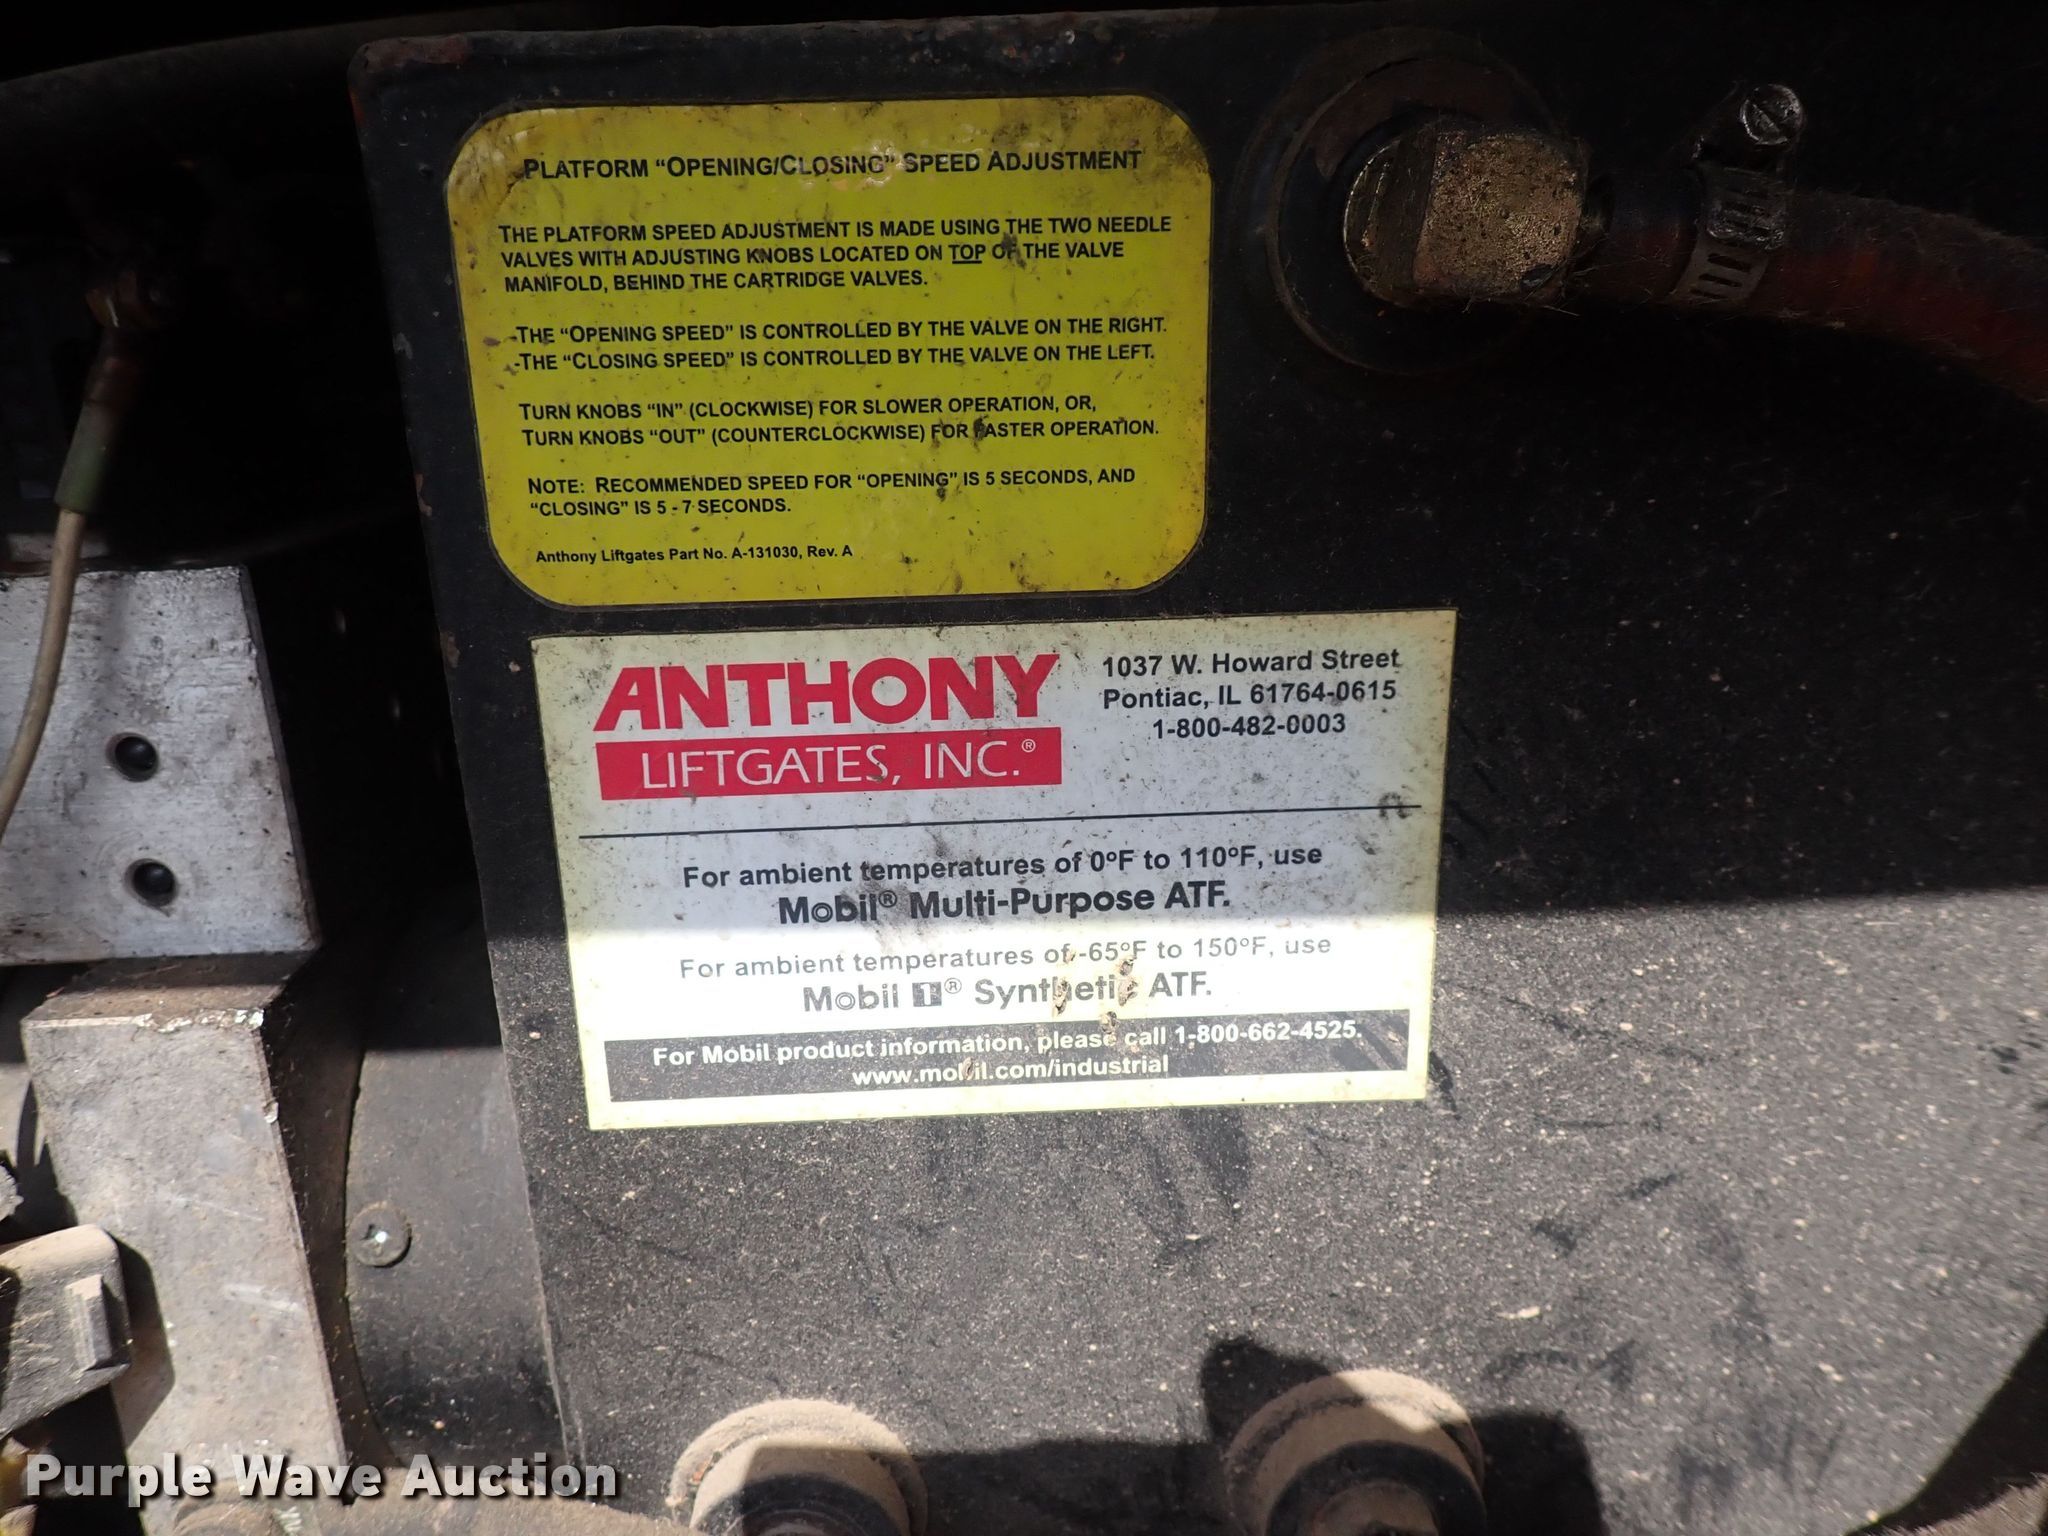 PLATFORM “OPENING/CLOSING” SPEED ADJUSTMENT
THE PLATFORM SPEED ADJUSTMENT IS MADE USING THE TWO NEEDLE
VALVES WITH ADJUSTING KNOBS LOCATED ON TOP OF THE VALVE
MANIFOLD, BEHIND THE CARTRIDGE VALVES.
-THE “OPENING SPEED” IS CONTROLLED BY THE VALVE ON THE RIGHT.
-THE “CLOSING SPEED” IS CONTROLLED BY THE VALVE ON THE LEFT.
TURN KNOBS “IN” (CLOCKWISE) FOR SLOWER OPERATION, OR,
TURN KNOBS “OUT” (COUNTERCLOCKWISE) FOR FASTER OPERATION.
NOTE: RECOMMENDED SPEED FOR “OPENING” IS 5 SECONDS, AND
“CLOSING” IS 5 - 7 SECONDS.
Anthony Liftgates Part No. A-131030, Rev. A
ANTHONY
LIFTGATES, INC.®
1037 W. Howard Street
Pontiac, IL 61764-0615
1-800-482-0003
For ambient temperatures of 0°F to 110°F, use
Mobil® Multi-Purpose ATF.
For ambient temperatures of -65°F to 150°F, use
Mobil 1® Synthetic ATF.
For Mobil product information, please call 1-800-662-4525.
www.mobil.com/industrial
Purple Wave Auction